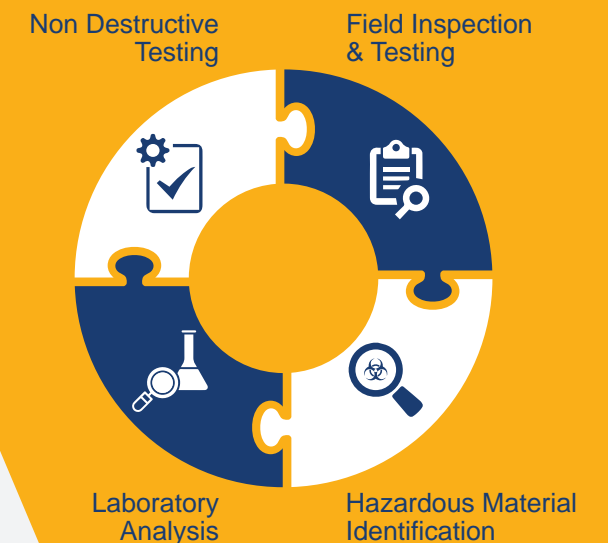 Non Destructive
Testing
Field Inspection
& Testing
Laboratory
Analysis
Hazardous Material
Identification